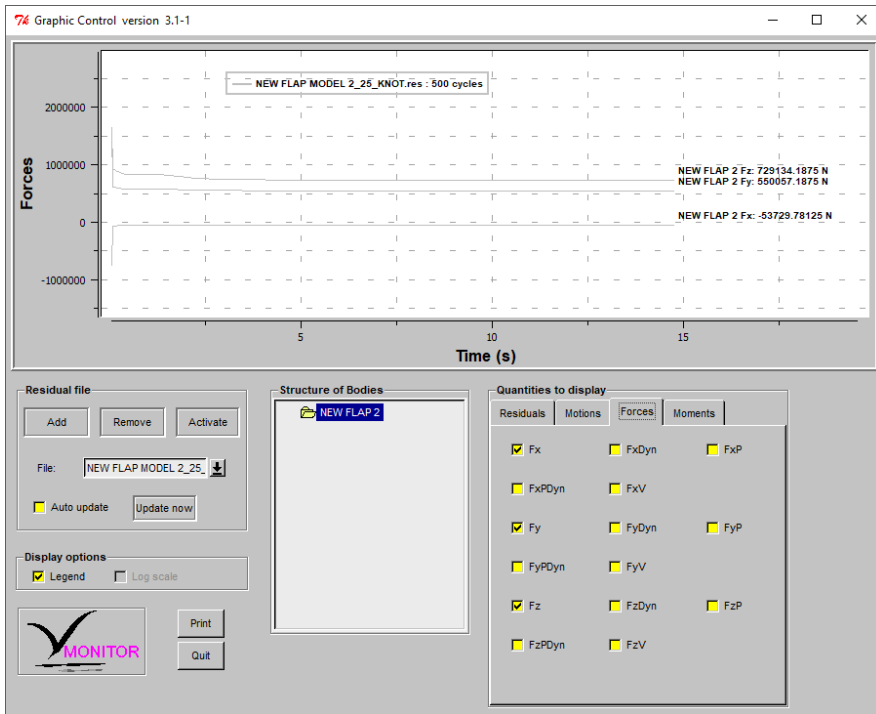 Graphic Control version 3.1-1
NEW FLAP MODEL 2_25_KNOT.res : 500 cycles
2000000
1000000
0
-1000000
Forces
NEW FLAP 2 Fz: 729134.1875 N
NEW FLAP 2 Fy: 550057.1875 N
NEW FLAP 2 Fx: -53729.78125 N
5 10 15
Time (s)
Residual file
Add Remove Activate
File: NEW FLAP MODEL 2_25_
Auto update Update now
Display options
Legend Log scale
MONITOR
Print
Quit
Structure of Bodies
NEW FLAP 2
Quantities to display
Residuals Motions Forces Moments
Fx FxDyn FxP
FxPDyn FxV
Fy FyDyn FyP
FyPDyn FyV
Fz FzDyn FzP
FzPDyn FzV